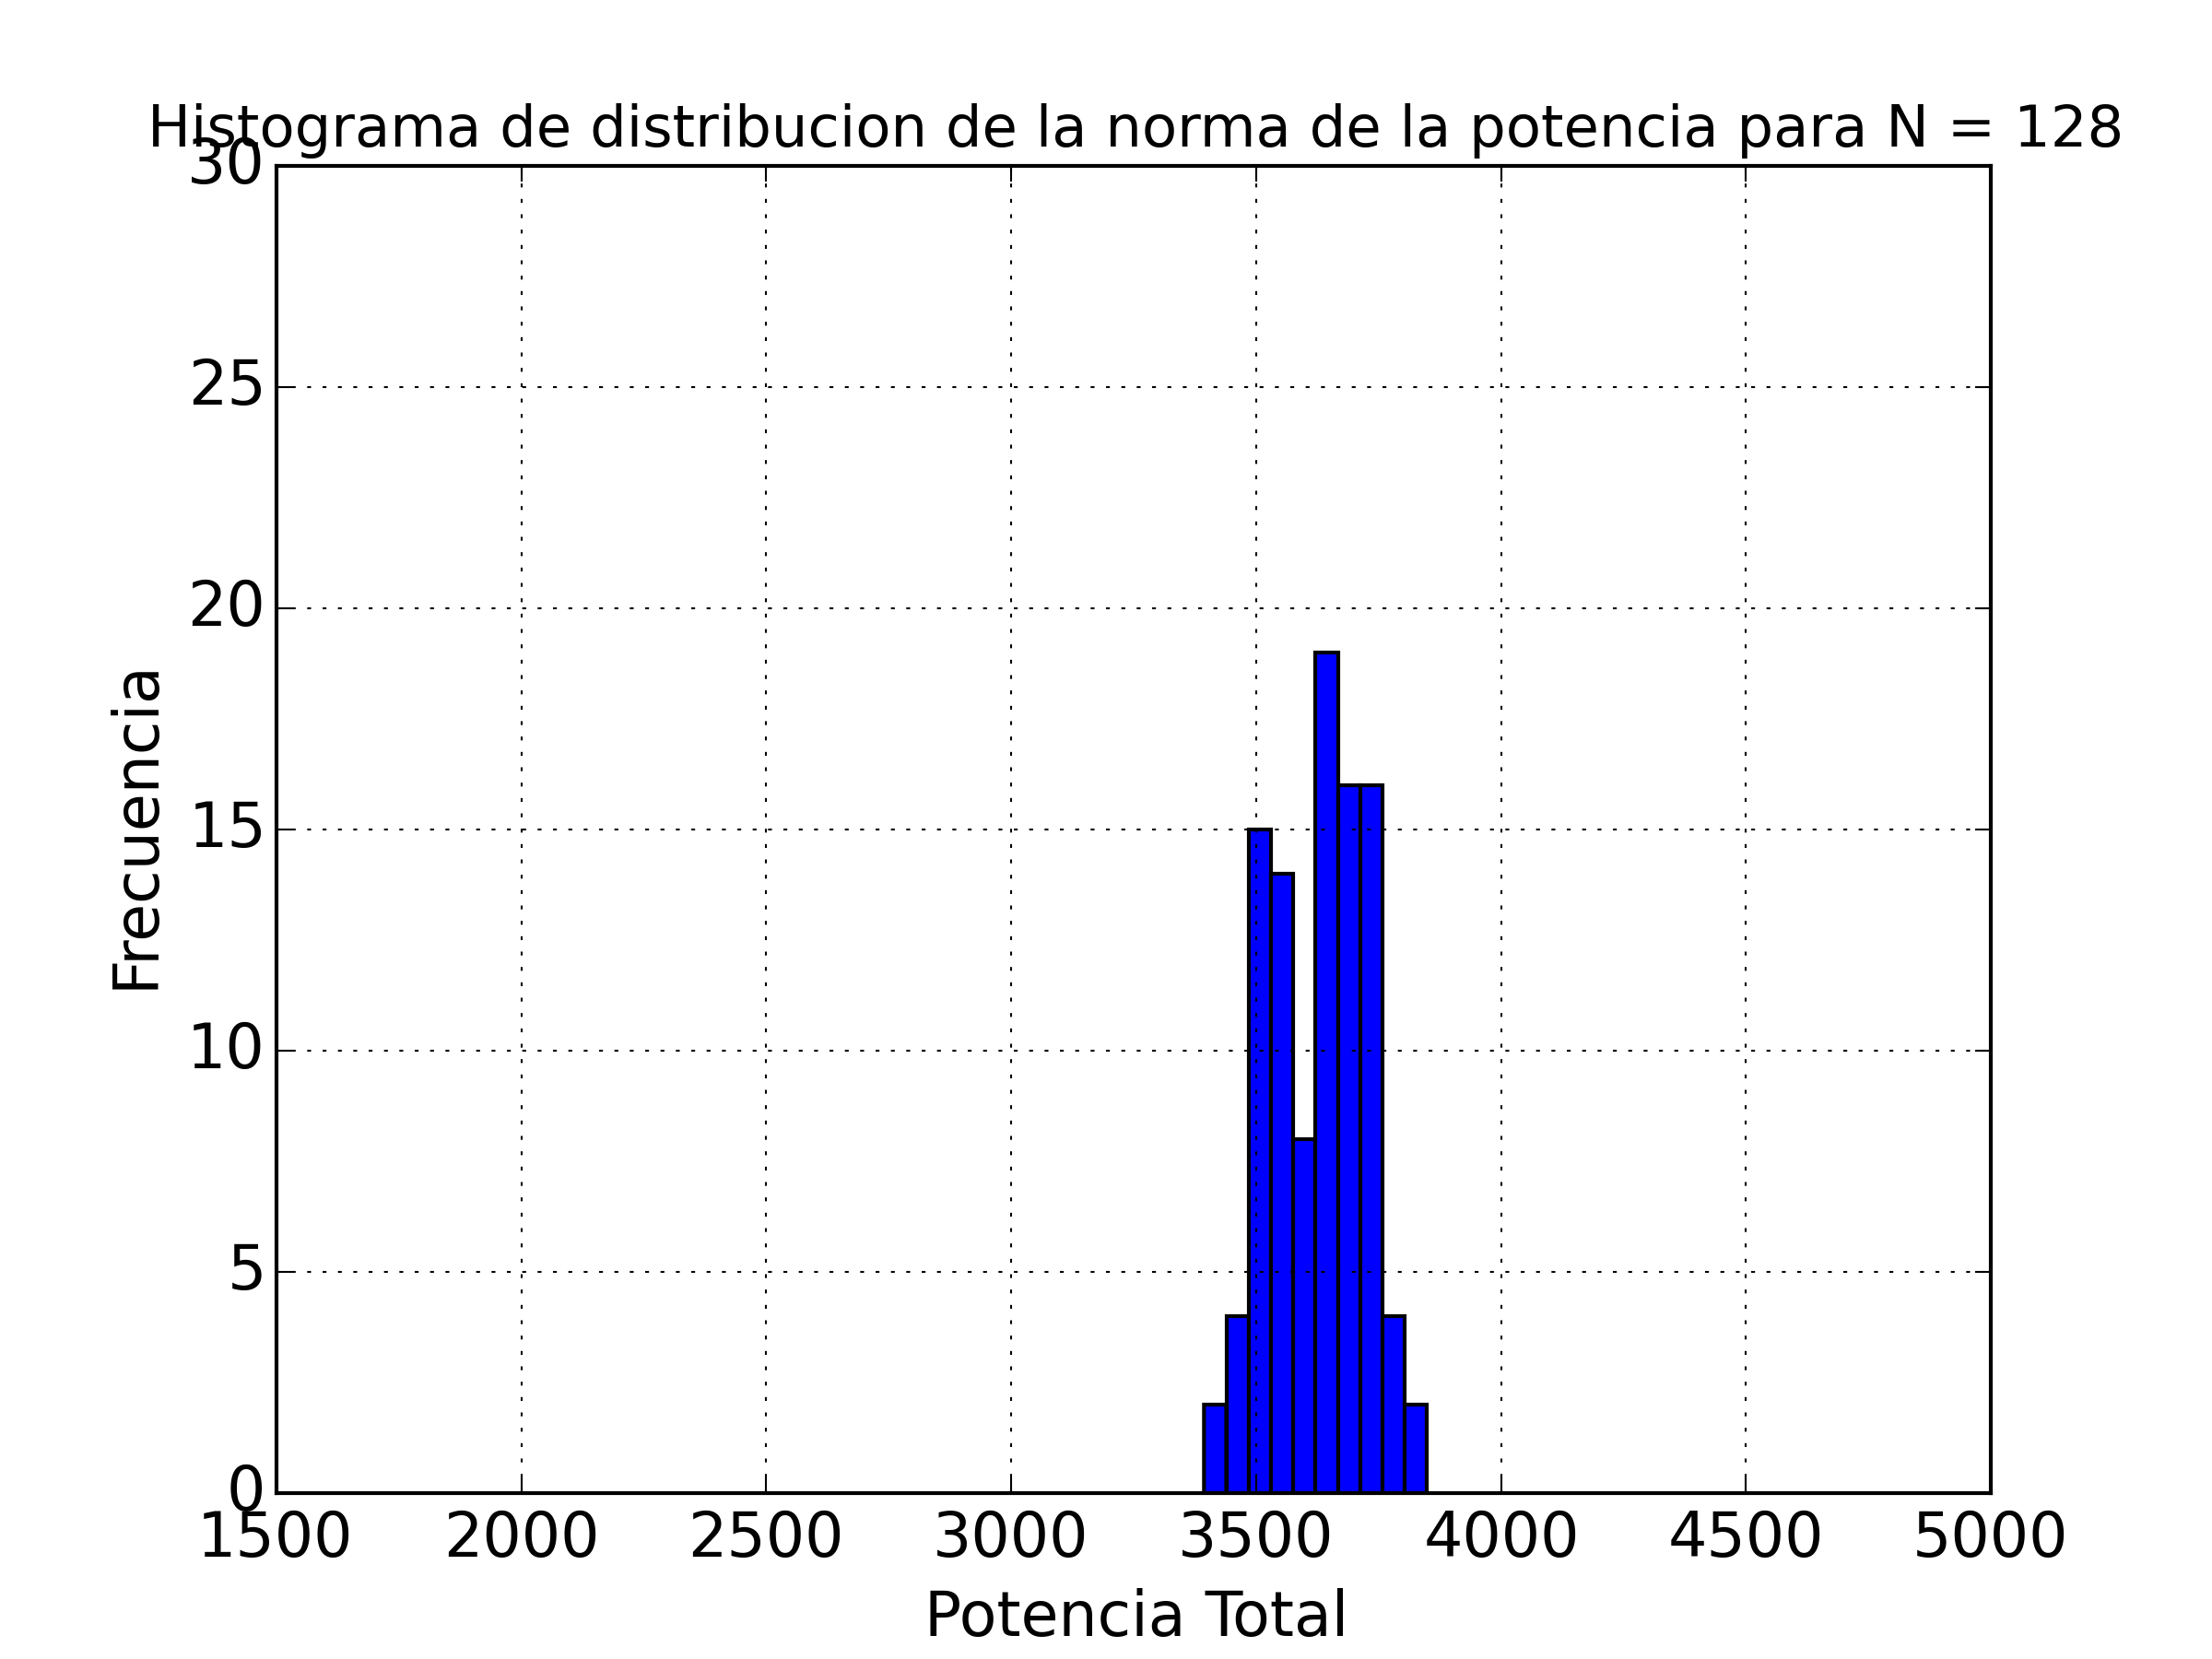 Histograma de distribucion de la norma de la potencia para N = 128
30
25
20
15
10
5
0
Frecuencia
1500 2000 2500 3000 3500 4000 4500 5000
Potencia Total